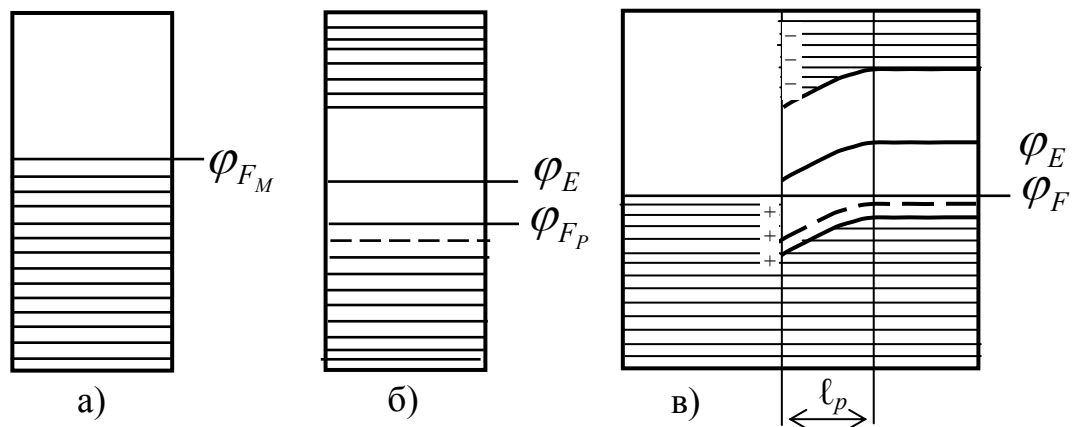 φ_{F_M}
φ_E
φ_{F_P}
−
−
−
+
+
+
φ_E
φ_F
а)
б)
в)
ℓ_p